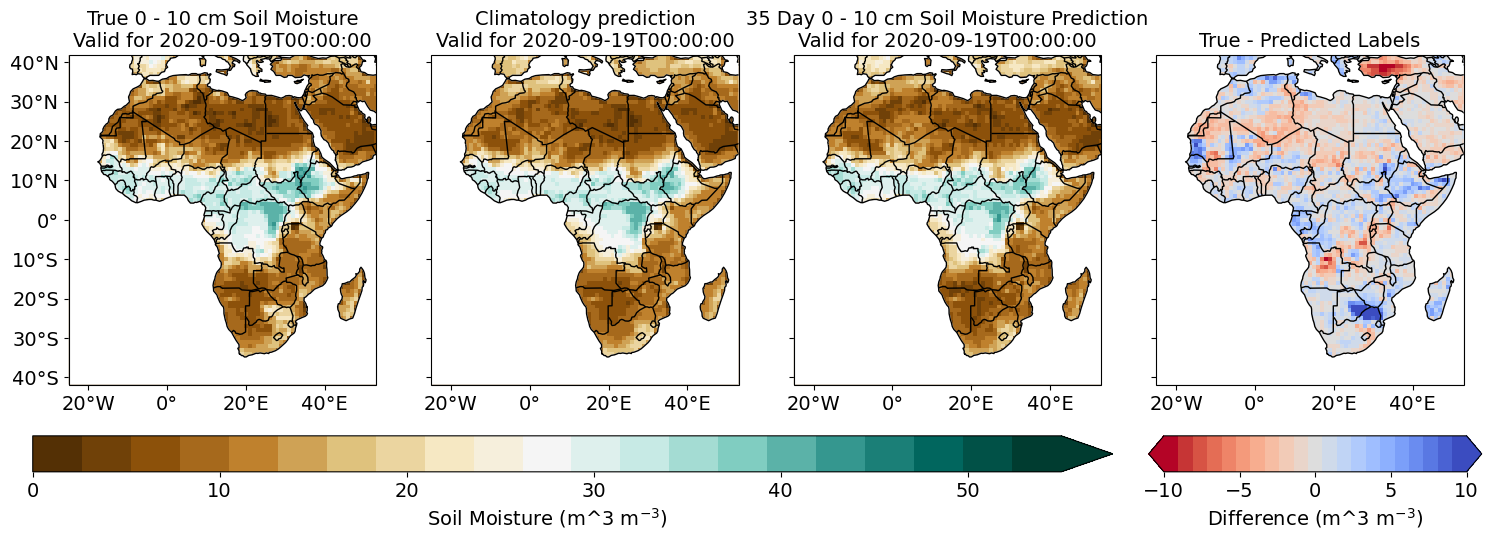 True 0 - 10 cm Soil Moisture
Valid for 2020-09-19T00:00:00
Climatology prediction
Valid for 2020-09-19T00:00:00
35 Day 0 - 10 cm Soil Moisture Prediction
Valid for 2020-09-19T00:00:00
True - Predicted Labels
40°N
30°N
20°N
10°N
0°
10°S
20°S
30°S
40°S
20°W 0° 20°E 40°E
20°W 0° 20°E 40°E
20°W 0° 20°E 40°E
20°W 0° 20°E 40°E
0 10 20 30 40 50
Soil Moisture (m^3 m⁻³)
−10 −5 0 5 10
Difference (m^3 m⁻³)